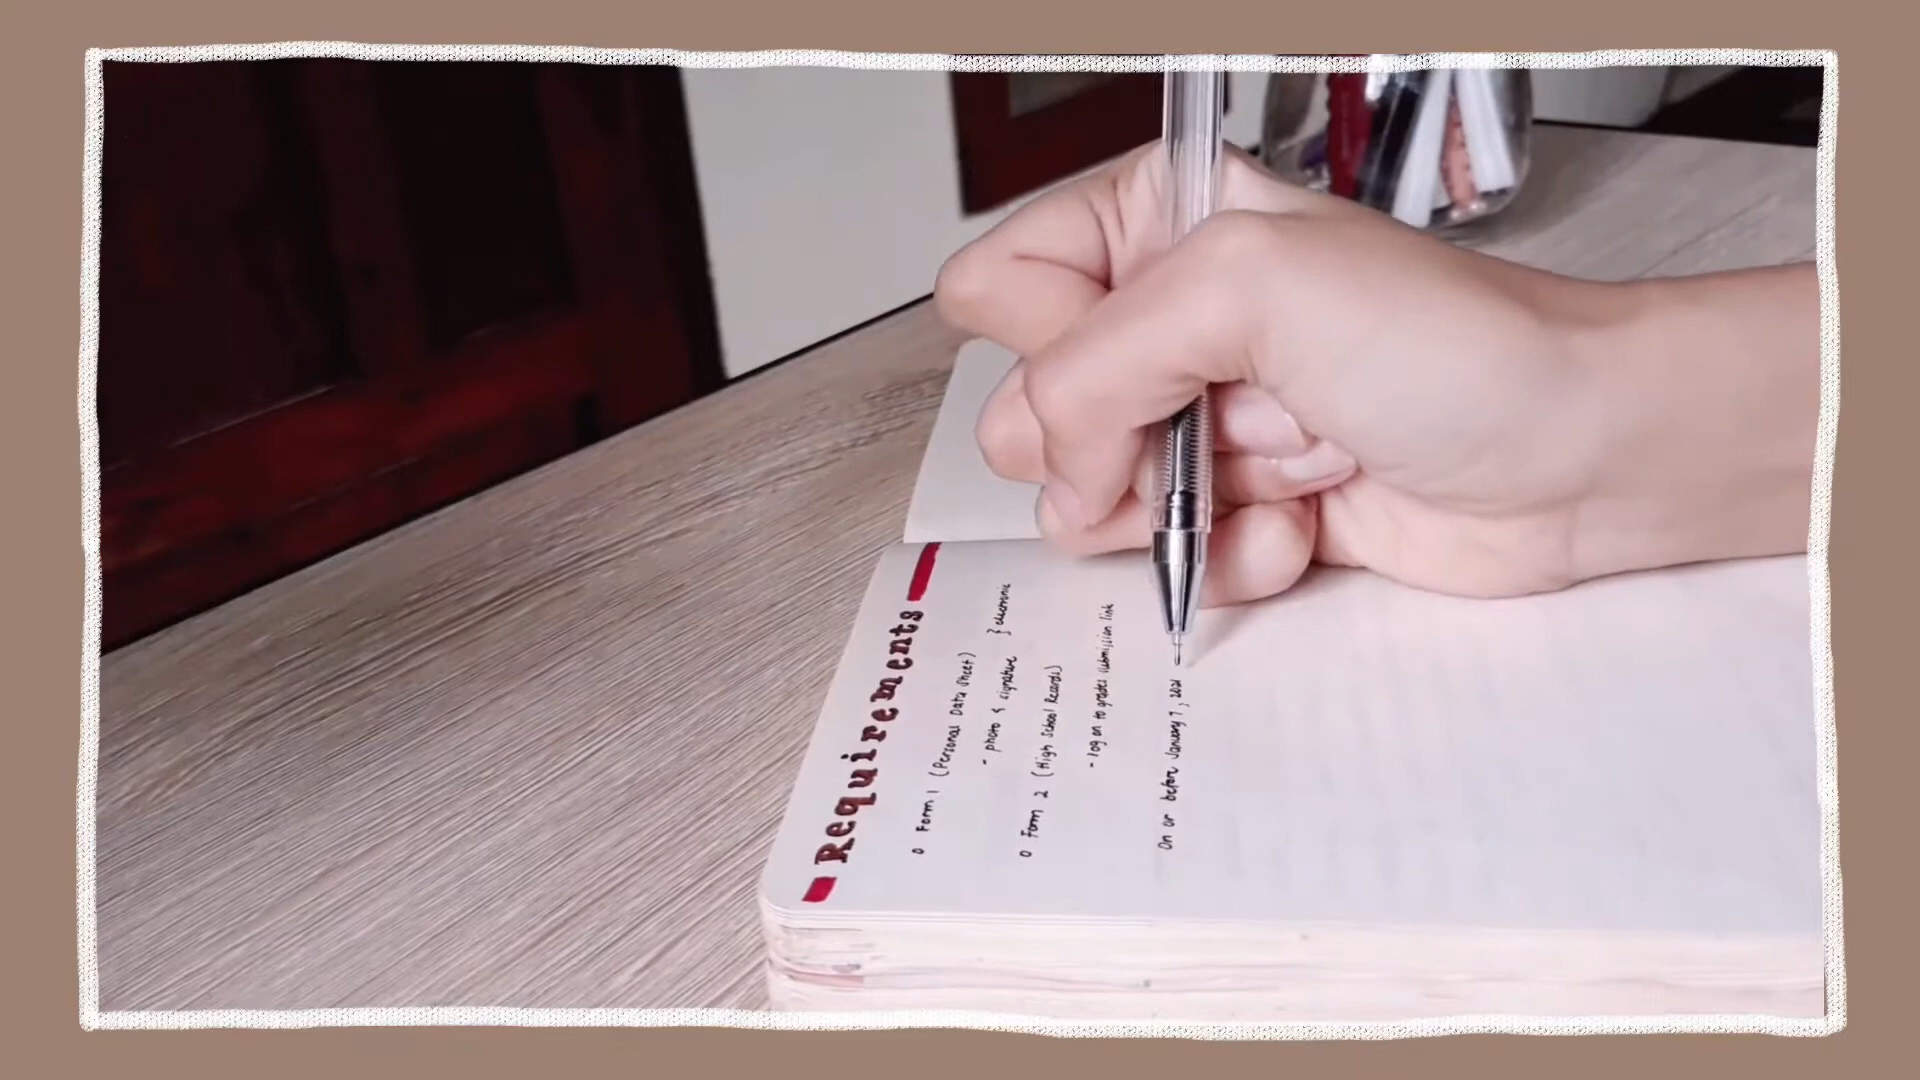 Requirements
o Form 1 (Personal Data Sheet)
- photo & signature } electronic
o Form 2 (High School Records)
- log on to grades submission link
On or before January 7, 2021